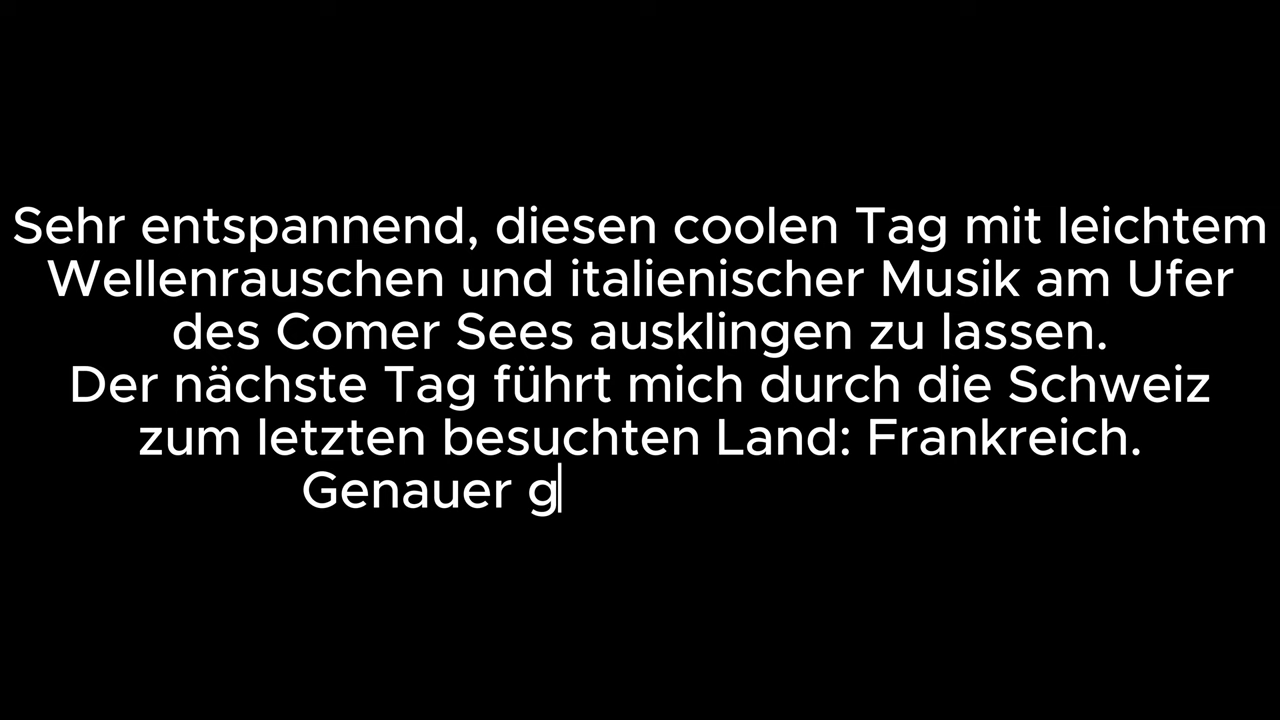 Sehr entspannend, diesen coolen Tag mit leichtem
Wellenrauschen und italienischer Musik am Ufer
des Comer Sees ausklingen zu lassen.
Der nächste Tag führt mich durch die Schweiz
zum letzten besuchten Land: Frankreich.
Genauer g